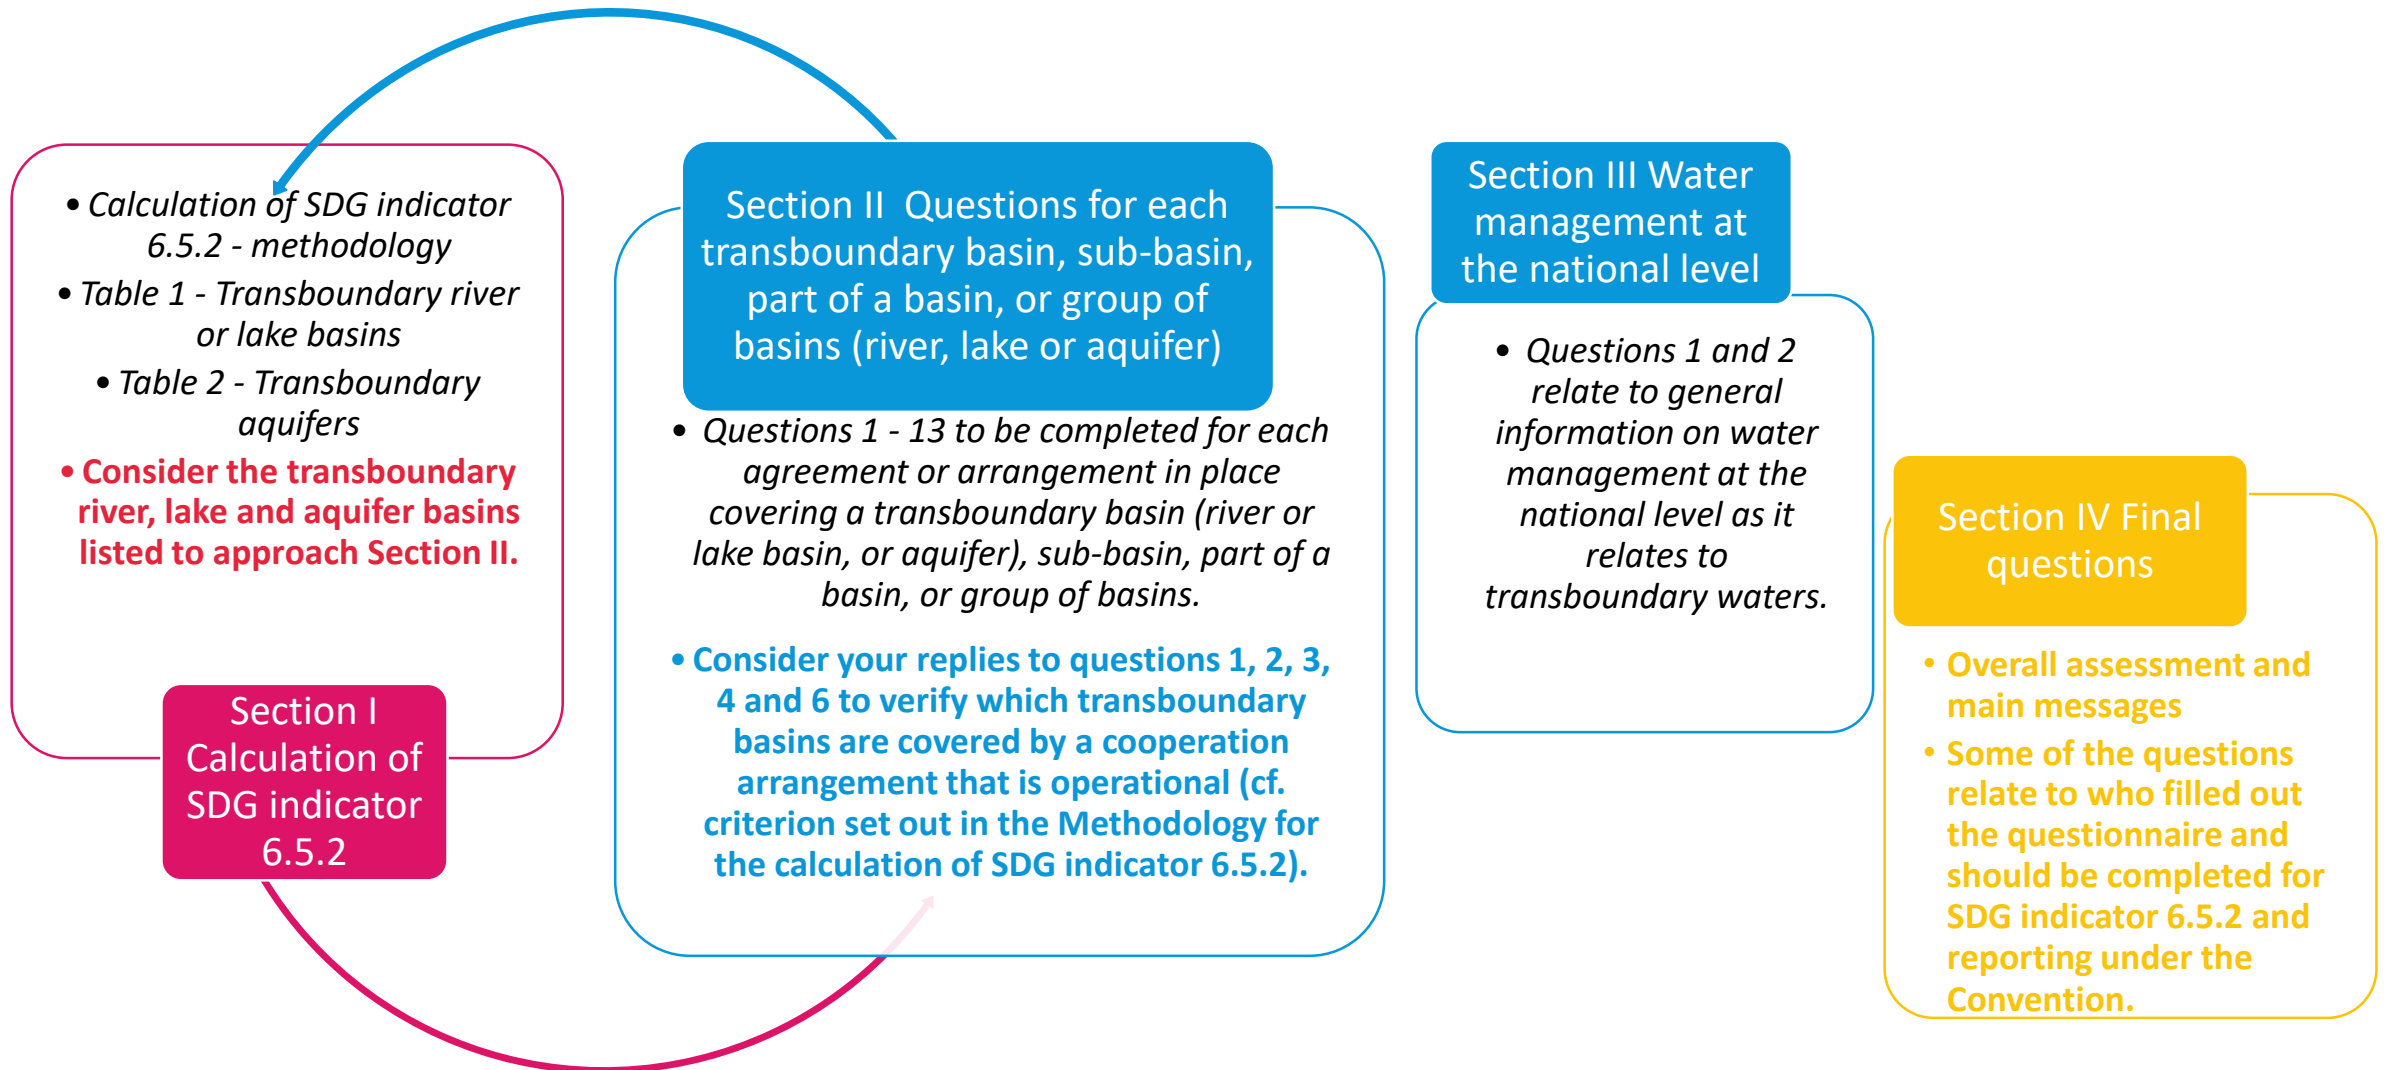 • Calculation of SDG indicator
6.5.2 - methodology
• Table 1 - Transboundary river
or lake basins
• Table 2 - Transboundary
aquifers
• Consider the transboundary
river, lake and aquifer basins
listed to approach Section II.
Section I
Calculation of
SDG indicator
6.5.2
Section II  Questions for each
transboundary basin, sub-basin,
part of a basin, or group of
basins (river, lake or aquifer)
• Questions 1 - 13 to be completed for each
agreement or arrangement in place
covering a transboundary basin (river or
lake basin, or aquifer), sub-basin, part of a
basin, or group of basins.
• Consider your replies to questions 1, 2, 3,
4 and 6 to verify which transboundary
basins are covered by a cooperation
arrangement that is operational (cf.
criterion set out in the Methodology for
the calculation of SDG indicator 6.5.2).
Section III Water
management at
the national level
• Questions 1 and 2
relate to general
information on water
management at the
national level as it
relates to
transboundary waters.
Section IV Final
questions
• Overall assessment and
main messages
• Some of the questions
relate to who filled out
the questionnaire and
should be completed for
SDG indicator 6.5.2 and
reporting under the
Convention.